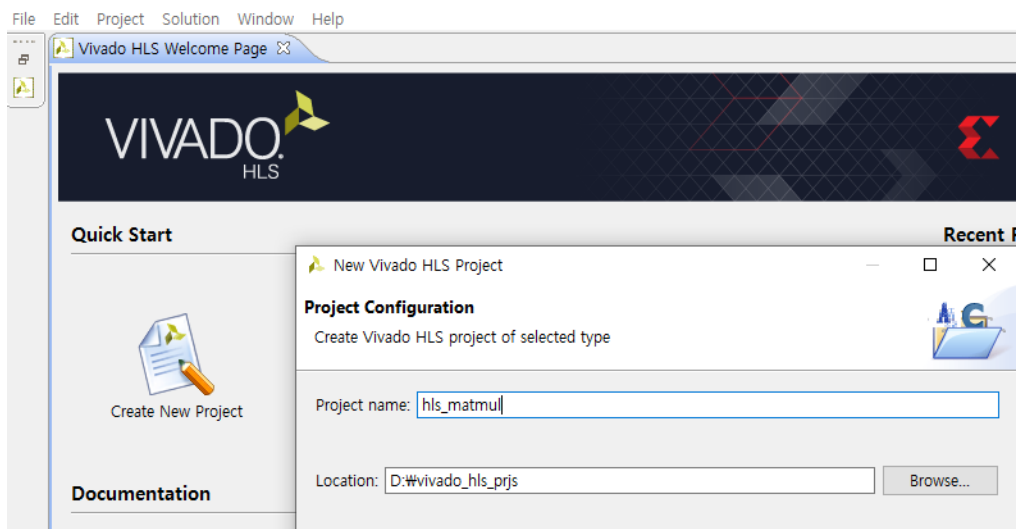 File Edit Project Solution Window Help
Vivado HLS Welcome Page
VIVADO.
HLS
Quick Start
Recent
New Vivado HLS Project
Project Configuration
Create Vivado HLS project of selected type
Create New Project
Project name: hls_matmul
Location: D:₩vivado_hls_prjs Browse...
Documentation